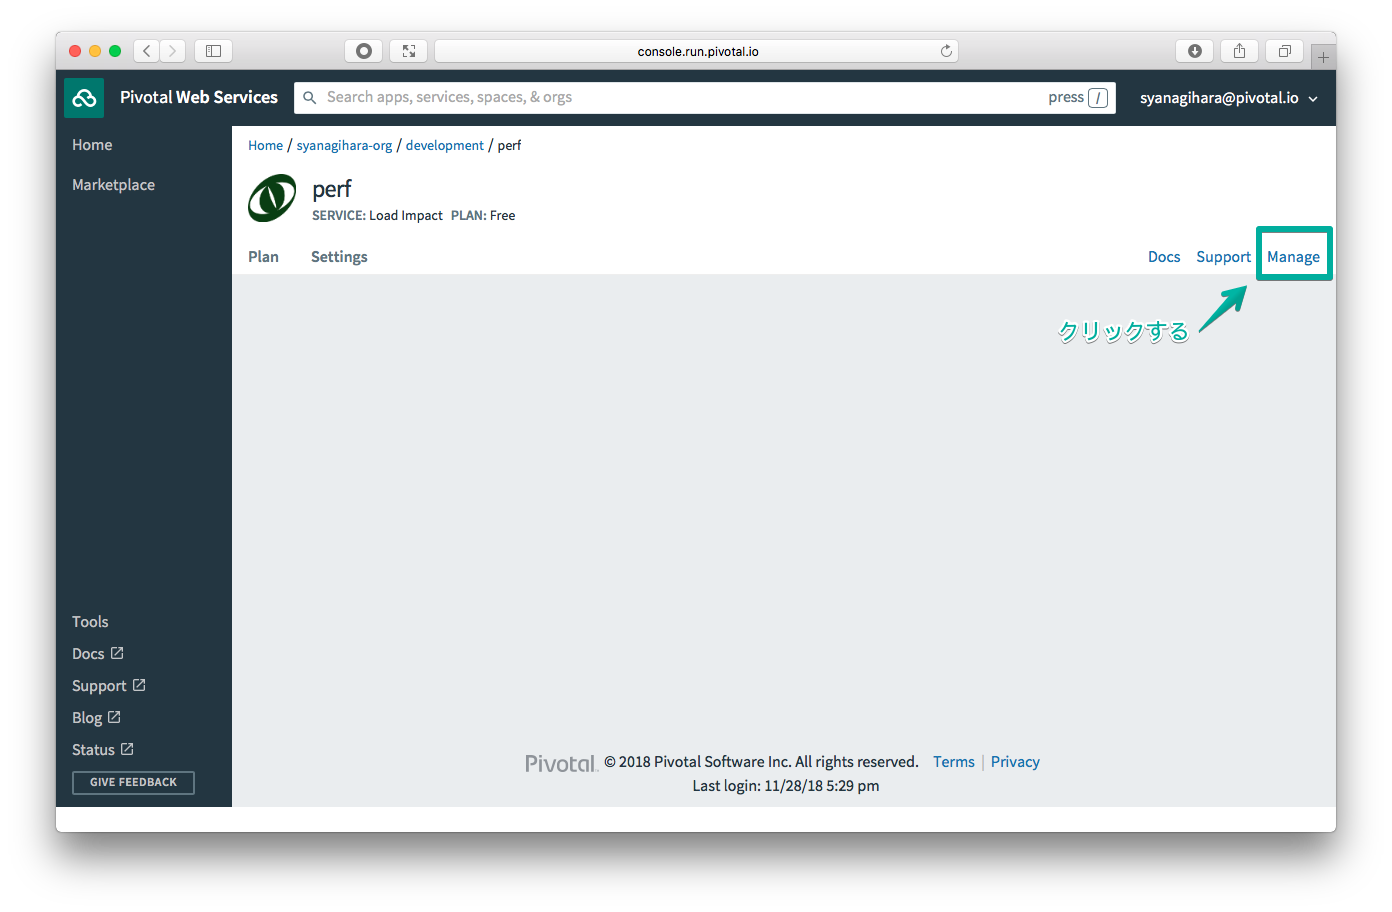 console.run.pivotal.io
Pivotal Web Services
Search apps, services, spaces, & orgs
press /
syanagihara@pivotal.io
Home
Marketplace
Home / syanagihara-org / development / perf
perf
SERVICE: Load Impact PLAN: Free
Plan
Settings
Docs
Support
Manage
クリックする
Tools
Docs
Support
Blog
Status
GIVE FEEDBACK
Pivotal. © 2018 Pivotal Software Inc. All rights reserved. Terms | Privacy
Last login: 11/28/18 5:29 pm